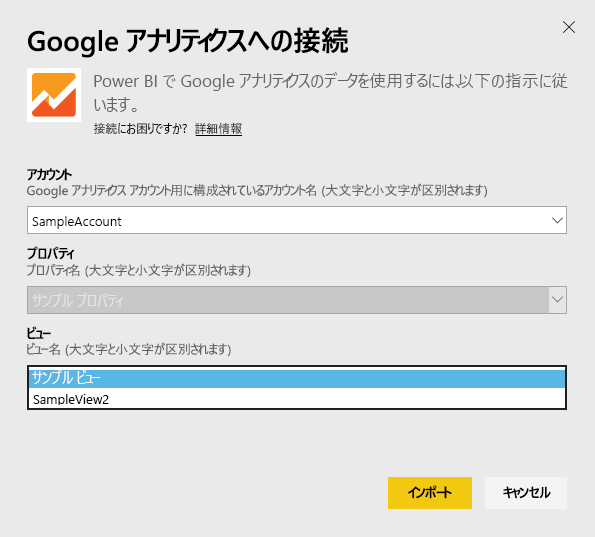 Google アナリティクスへの接続
Power BI で Google アナリティクスのデータを使用するには、以下の指示に従
います。
接続にお困りですか? 詳細情報
アカウント
Google アナリティクス アカウント用に構成されているアカウント名 (大文字と小文字が区別されます)
SampleAccount
プロパティ
プロパティ名 (大文字と小文字が区別されます)
サンプル プロパティ
ビュー
ビュー名 (大文字と小文字が区別されます)
サンプル ビュー
SampleView2
インポート キャンセル